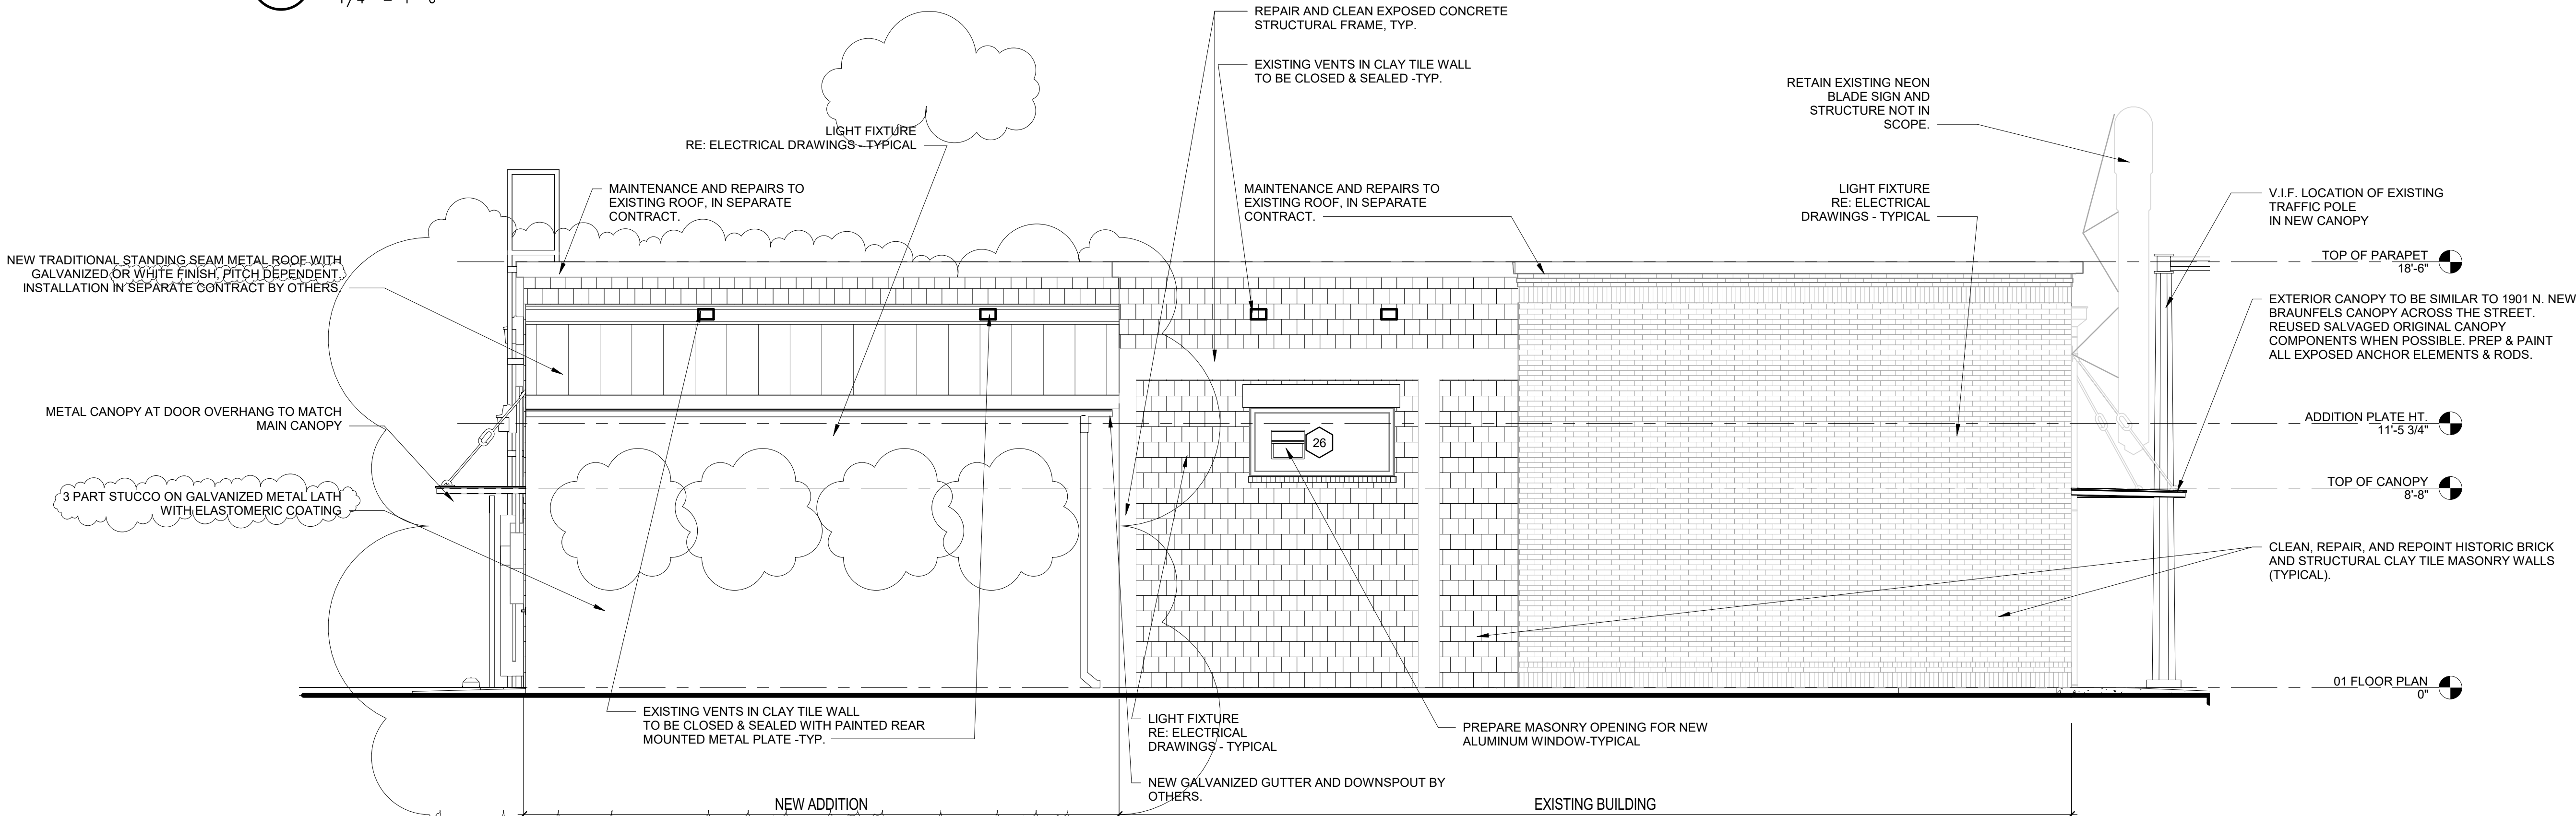 1/4" = 1'-0"
REPAIR AND CLEAN EXPOSED CONCRETE
STRUCTURAL FRAME, TYP.
EXISTING VENTS IN CLAY TILE WALL
TO BE CLOSED & SEALED -TYP.
RETAIN EXISTING NEON
BLADE SIGN AND
STRUCTURE NOT IN
SCOPE.
LIGHT FIXTURE
RE: ELECTRICAL DRAWINGS - TYPICAL
MAINTENANCE AND REPAIRS TO
EXISTING ROOF, IN SEPARATE
CONTRACT.
MAINTENANCE AND REPAIRS TO
EXISTING ROOF, IN SEPARATE
CONTRACT.
LIGHT FIXTURE
RE: ELECTRICAL
DRAWINGS - TYPICAL
V.I.F. LOCATION OF EXISTING
TRAFFIC POLE
IN NEW CANOPY
NEW TRADITIONAL STANDING SEAM METAL ROOF WITH
GALVANIZED OR WHITE FINISH, PITCH DEPENDENT.
INSTALLATION IN SEPARATE CONTRACT BY OTHERS.
TOP OF PARAPET
18'-6"
EXTERIOR CANOPY TO BE SIMILAR TO 1901 N. NEW
BRAUNFELS CANOPY ACROSS THE STREET.
REUSED SALVAGED ORIGINAL CANOPY
COMPONENTS WHEN POSSIBLE. PREP & PAINT
ALL EXPOSED ANCHOR ELEMENTS & RODS.
METAL CANOPY AT DOOR OVERHANG TO MATCH
MAIN CANOPY
26
ADDITION PLATE HT.
11'-5 3/4"
3 PART STUCCO ON GALVANIZED METAL LATH
WITH ELASTOMERIC COATING
TOP OF CANOPY
8'-8"
CLEAN, REPAIR, AND REPOINT HISTORIC BRICK
AND STRUCTURAL CLAY TILE MASONRY WALLS
(TYPICAL).
01 FLOOR PLAN
0"
EXISTING VENTS IN CLAY TILE WALL
TO BE CLOSED & SEALED WITH PAINTED REAR
MOUNTED METAL PLATE -TYP.
LIGHT FIXTURE
RE: ELECTRICAL
DRAWINGS - TYPICAL
PREPARE MASONRY OPENING FOR NEW
ALUMINUM WINDOW-TYPICAL
NEW GALVANIZED GUTTER AND DOWNSPOUT BY
OTHERS.
NEW ADDITION
EXISTING BUILDING